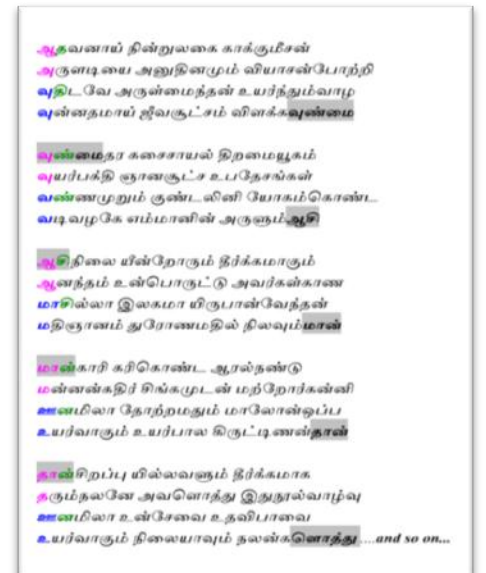 ஆதவனாய் நின்றுலகை காக்குமீசன்
அருளடியை அனுதினமும் வியாசன்போற்றி
வுதிடவே அருள்மைந்தன் உயர்ந்தும்வாழ
வுன்னதமாய் ஜீவசூட்சம் விளக்கவுண்மை
வுண்மைதர கசைசாயல் திறமையூகம்
வுயர்பக்தி ஞானசூட்ச உபதேசங்கள்
வண்ணமுறும் குண்டலினி யோகம்கொண்ட
வடிவழகே எம்மானின் அருளும்ஆசி
ஆசிநிலை யீன்றோரும் தீர்க்கமாகும்
ஆனந்தம் உன்பொருட்டு அவர்கள்காண
மாசில்லா இலகமா யிருபான்வேந்தன்
மதிஞானம் துரோணமதில் நிலவும்மான்
மான்காரி கரிகொண்ட ஆரல்நண்டு
மன்னன்கதிர் சிங்கமுடன் மற்றோர்கன்னி
ஊனமிலா தோற்றமதும் மாலோன்ஒப்ப
உயர்வாகும் உயர்பால கிருட்டிணன்தான்
தான்சிறப்பு யில்லவளும் தீர்க்கமாக
தரும்நலனே அவளொத்து இதுநூல்வாழ்வு
ஊனமிலா உன்சேவை உதவிபாவை
உயர்வாகும் நிலையாவும் நலன்களொத்து....and so on...